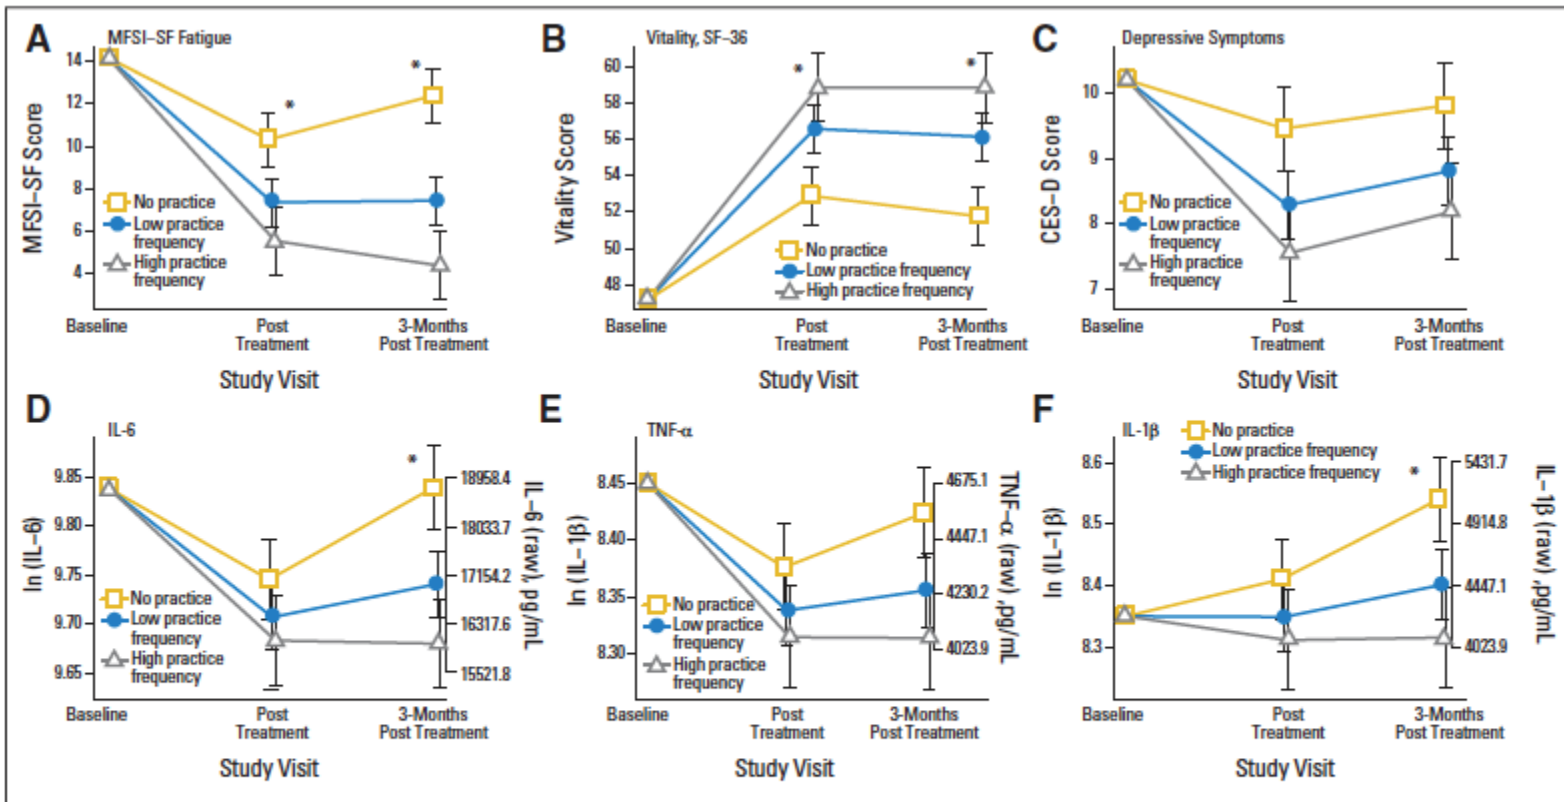 A
MFSI–SF Fatigue
14
12
10
8
6
4
MFSI–SF Score
*
*
No practice
Low practice
frequency
High practice
frequency
Baseline
Post
Treatment
3-Months
Post Treatment
Study Visit
B
Vitality, SF–36
60
58
56
54
52
50
48
Vitality Score
*
*
No practice
Low practice frequency
High practice frequency
Baseline
Post
Treatment
3-Months
Post Treatment
Study Visit
C
Depressive Symptoms
10
9
8
7
CES–D Score
No practice
Low practice
frequency
High practice
frequency
Baseline
Post
Treatment
3-Months
Post Treatment
Study Visit
D
IL-6
9.85
9.80
9.75
9.70
9.65
ln (IL–6)
*
18958.4
18033.7
17154.2
16317.6
15521.8
IL–6 (raw), pg/mL
No practice
Low practice
frequency
High practice
frequency
Baseline
Post
Treatment
3-Months
Post Treatment
Study Visit
E
TNF-α
8.45
8.40
8.35
8.30
ln (IL–1β)
4675.1
4447.1
4230.2
4023.9
TNF–α (raw) ,pg/mL
No practice
Low practice
frequency
High practice
frequency
Baseline
Post
Treatment
3-Months
Post Treatment
Study Visit
F
IL-1β
No practice
Low practice frequency
High practice frequency
8.6
8.5
8.4
8.3
ln (IL–1β)
*
5431.7
4914.8
4447.1
4023.9
IL–1β (raw) ,pg/mL
Baseline
Post
Treatment
3-Months
Post Treatment
Study Visit